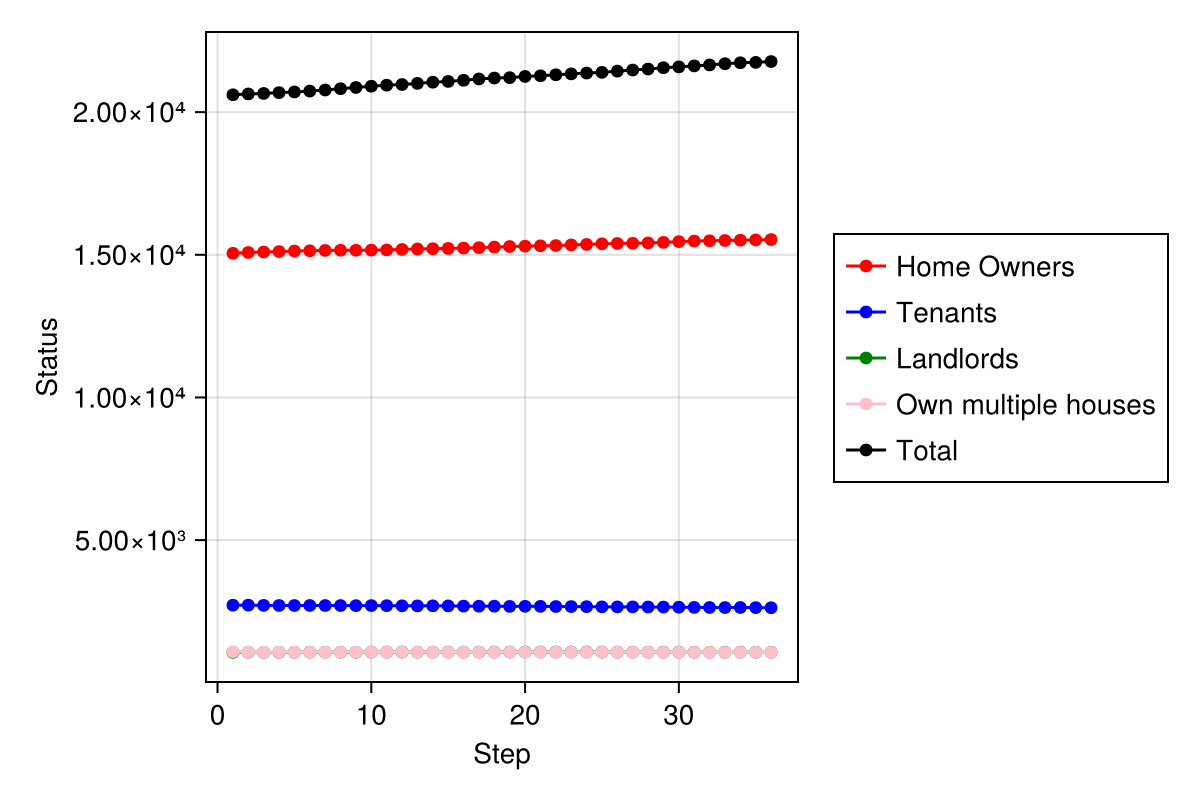 2.00×10⁴
1.50×10⁴
1.00×10⁴
5.00×10³
Status
0 10 20 30
Step
Home Owners
Tenants
Landlords
Own multiple houses
Total